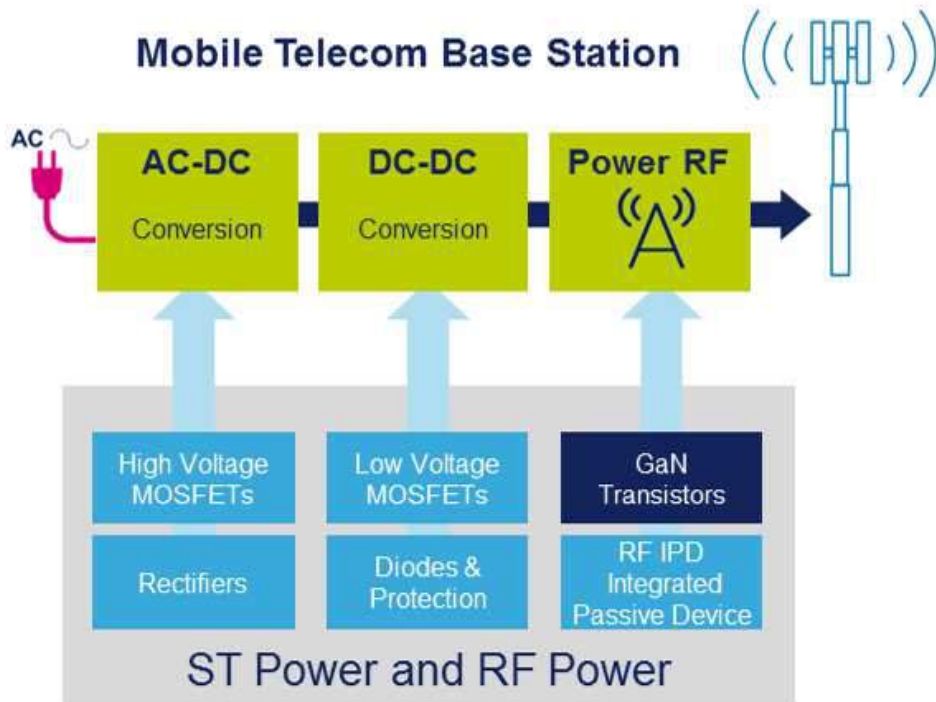 Mobile Telecom Base Station
AC
AC-DC
Conversion
DC-DC
Conversion
Power RF
High Voltage
MOSFETs
Low Voltage
MOSFETs
GaN
Transistors
Rectifiers
Diodes &
Protection
RF IPD
Integrated
Passive Device
ST Power and RF Power